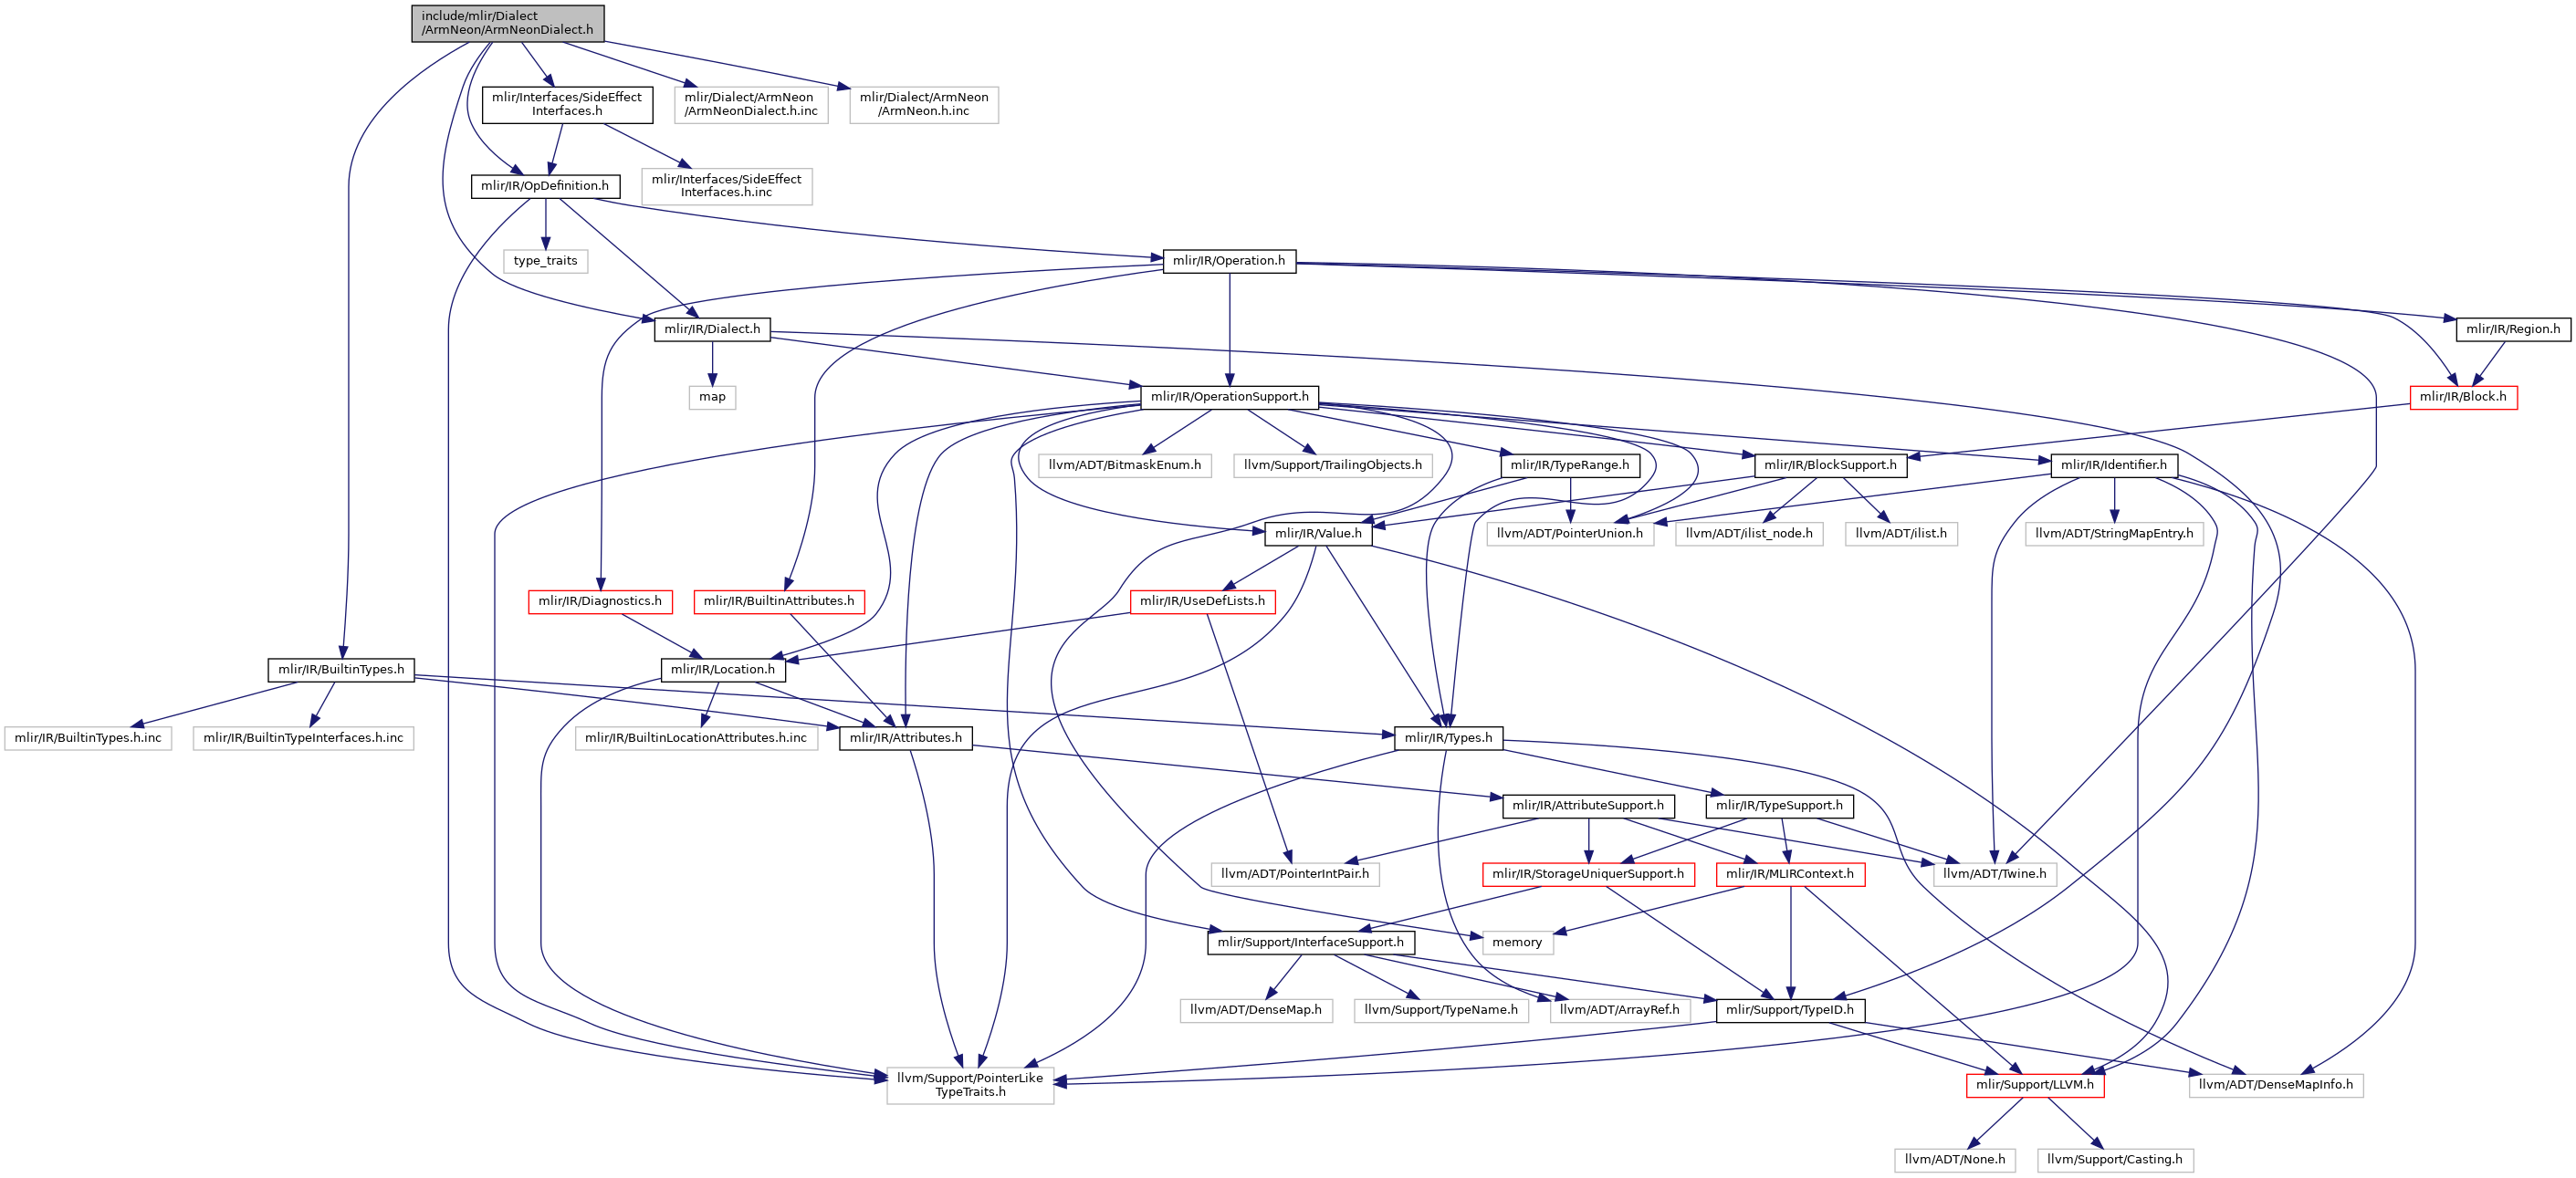 include/mlir/Dialect
/ArmNeon/ArmNeonDialect.h
mlir/Interfaces/SideEffect
Interfaces.h
mlir/Dialect/ArmNeon
/ArmNeonDialect.h.inc
mlir/Dialect/ArmNeon
/ArmNeon.h.inc
mlir/IR/OpDefinition.h
mlir/Interfaces/SideEffect
Interfaces.h.inc
type_traits
mlir/IR/Operation.h
mlir/IR/Dialect.h
mlir/IR/Region.h
map
mlir/IR/OperationSupport.h
mlir/IR/Block.h
llvm/ADT/BitmaskEnum.h
llvm/Support/TrailingObjects.h
mlir/IR/TypeRange.h
mlir/IR/BlockSupport.h
mlir/IR/Identifier.h
mlir/IR/Value.h
llvm/ADT/PointerUnion.h
llvm/ADT/ilist_node.h
llvm/ADT/ilist.h
llvm/ADT/StringMapEntry.h
mlir/IR/Diagnostics.h
mlir/IR/BuiltinAttributes.h
mlir/IR/UseDefLists.h
mlir/IR/BuiltinTypes.h
mlir/IR/Location.h
mlir/IR/BuiltinTypes.h.inc
mlir/IR/BuiltinTypeInterfaces.h.inc
mlir/IR/BuiltinLocationAttributes.h.inc
mlir/IR/Attributes.h
mlir/IR/Types.h
mlir/IR/AttributeSupport.h
mlir/IR/TypeSupport.h
llvm/ADT/PointerIntPair.h
mlir/IR/StorageUniquerSupport.h
mlir/IR/MLIRContext.h
llvm/ADT/Twine.h
mlir/Support/InterfaceSupport.h
memory
llvm/ADT/DenseMap.h
llvm/Support/TypeName.h
llvm/ADT/ArrayRef.h
mlir/Support/TypeID.h
llvm/Support/PointerLike
TypeTraits.h
mlir/Support/LLVM.h
llvm/ADT/DenseMapInfo.h
llvm/ADT/None.h
llvm/Support/Casting.h